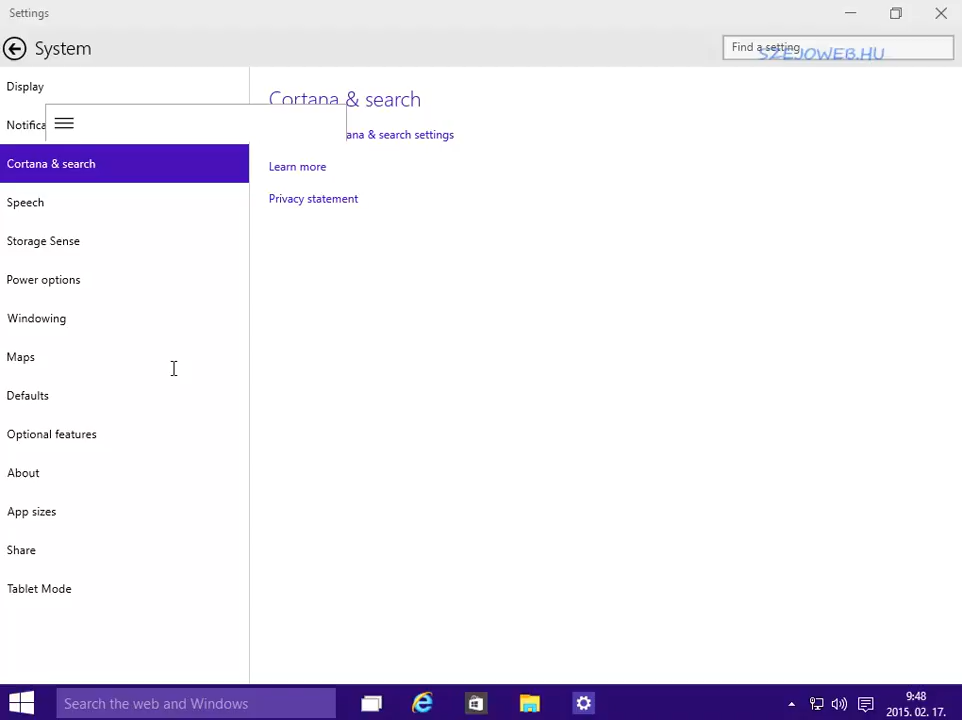 Settings
System
Find a setting
SZEJOWEB.HU
Display
Notifica
Cortana & search
Speech
Storage Sense
Power options
Windowing
Maps
Defaults
Optional features
About
App sizes
Share
Tablet Mode
Cortana & search
ana & search settings
Learn more
Privacy statement
Search the web and Windows
9:48
2015. 02. 17.